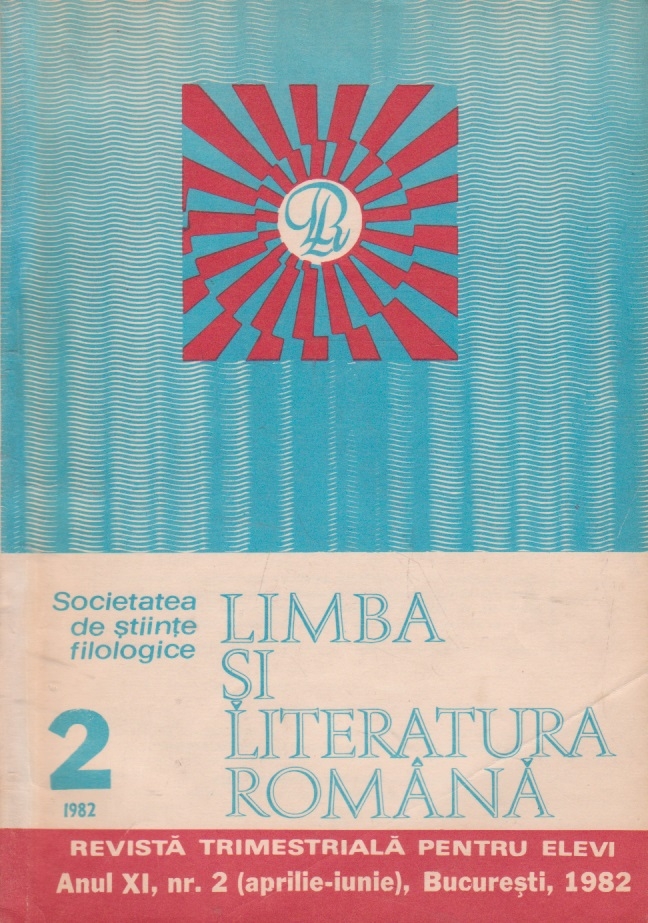 LLR
Societatea
de științe
filologice
LIMBA
ȘI
LITERATURA
ROMÂNĂ
2
1982
REVISTĂ TRIMESTRIALĂ PENTRU ELEVI
Anul XI, nr. 2 (aprilie-iunie), București, 1982